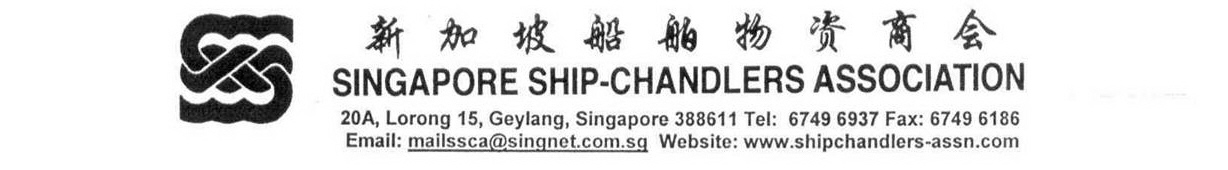 新加坡船舶物资商会
SINGAPORE SHIP-CHANDLERS ASSOCIATION
20A, Lorong 15, Geylang, Singapore 388611 Tel: 6749 6937 Fax: 6749 6186
Email: mailssca@singnet.com.sg Website: www.shipchandlers-assn.com